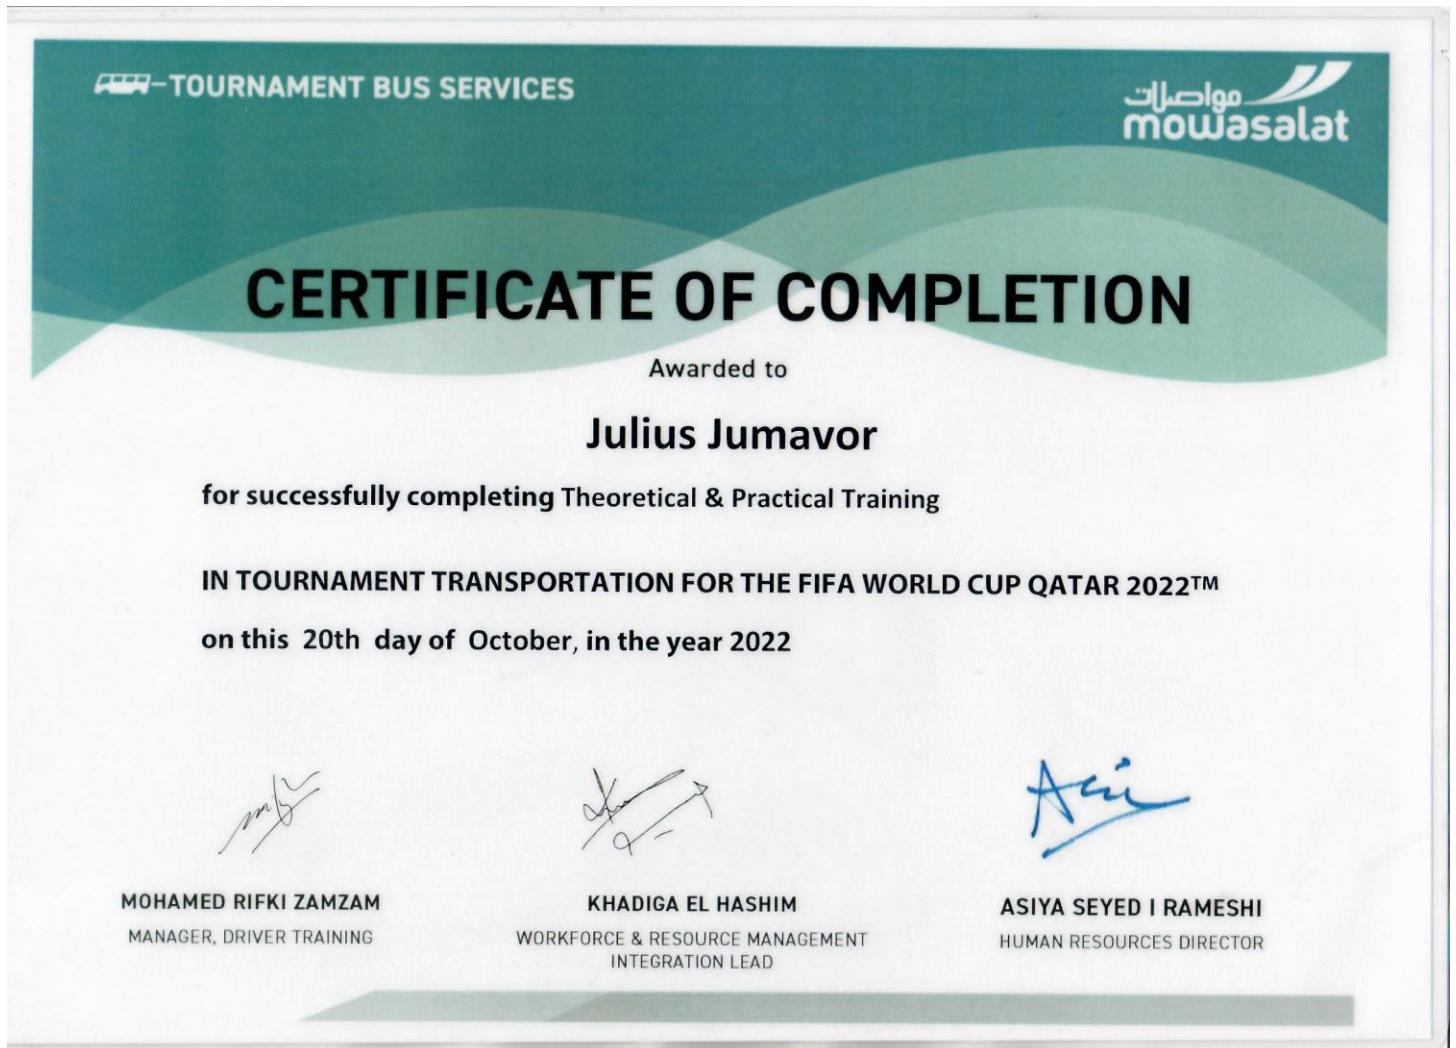 TOURNAMENT BUS SERVICES
مواصلات
mowasalat
CERTIFICATE OF COMPLETION
Awarded to
Julius Jumavor
for successfully completing Theoretical & Practical Training
IN TOURNAMENT TRANSPORTATION FOR THE FIFA WORLD CUP QATAR 2022™
on this 20th day of October, in the year 2022
MOHAMED RIFKI ZAMZAM
MANAGER, DRIVER TRAINING
KHADIGA EL HASHIM
WORKFORCE & RESOURCE MANAGEMENT
INTEGRATION LEAD
ASIYA SEYED I RAMESHI
HUMAN RESOURCES DIRECTOR